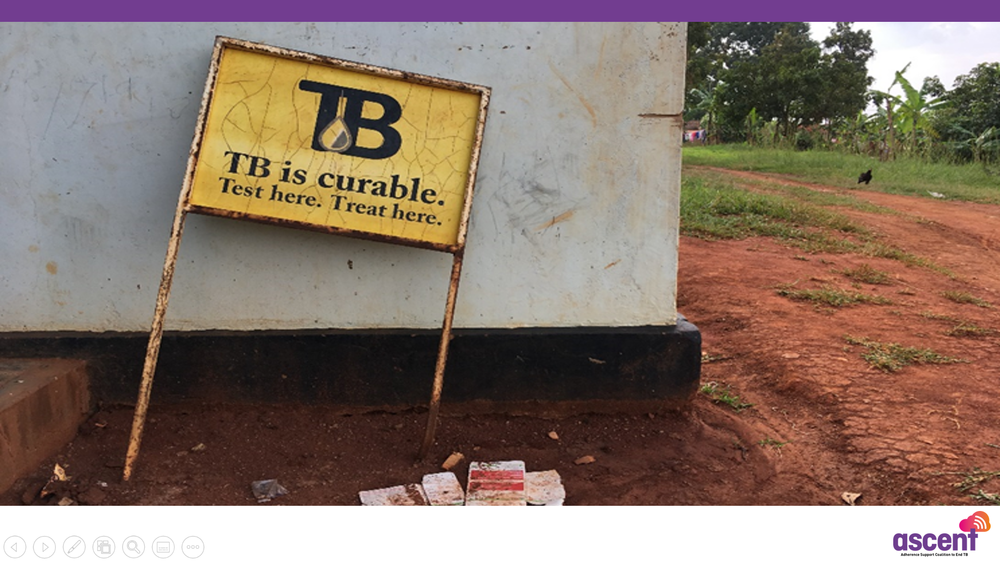 TB
TB is curable.
Test here. Treat here.
ascent
Adherence Support Coalition to End TB